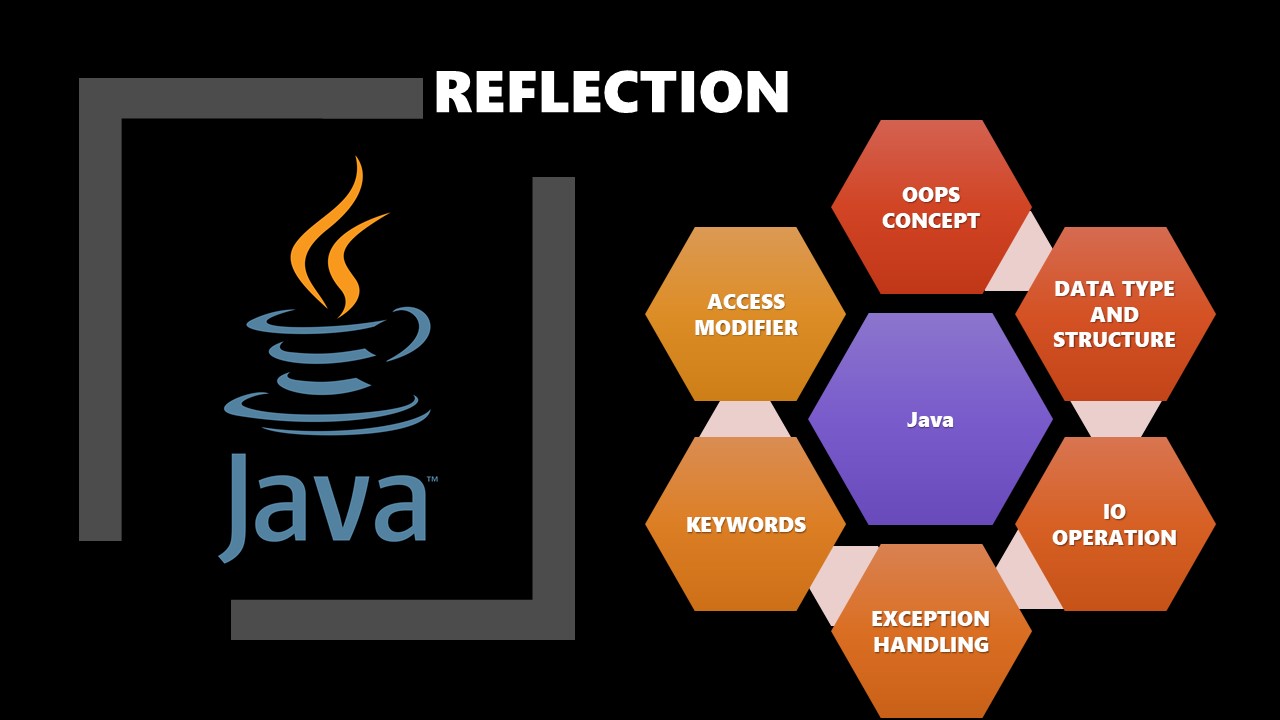 REFLECTION
Java™
OOPS
CONCEPT
DATA TYPE
AND
STRUCTURE
IO
OPERATION
EXCEPTION
HANDLING
KEYWORDS
ACCESS
MODIFIER
Java